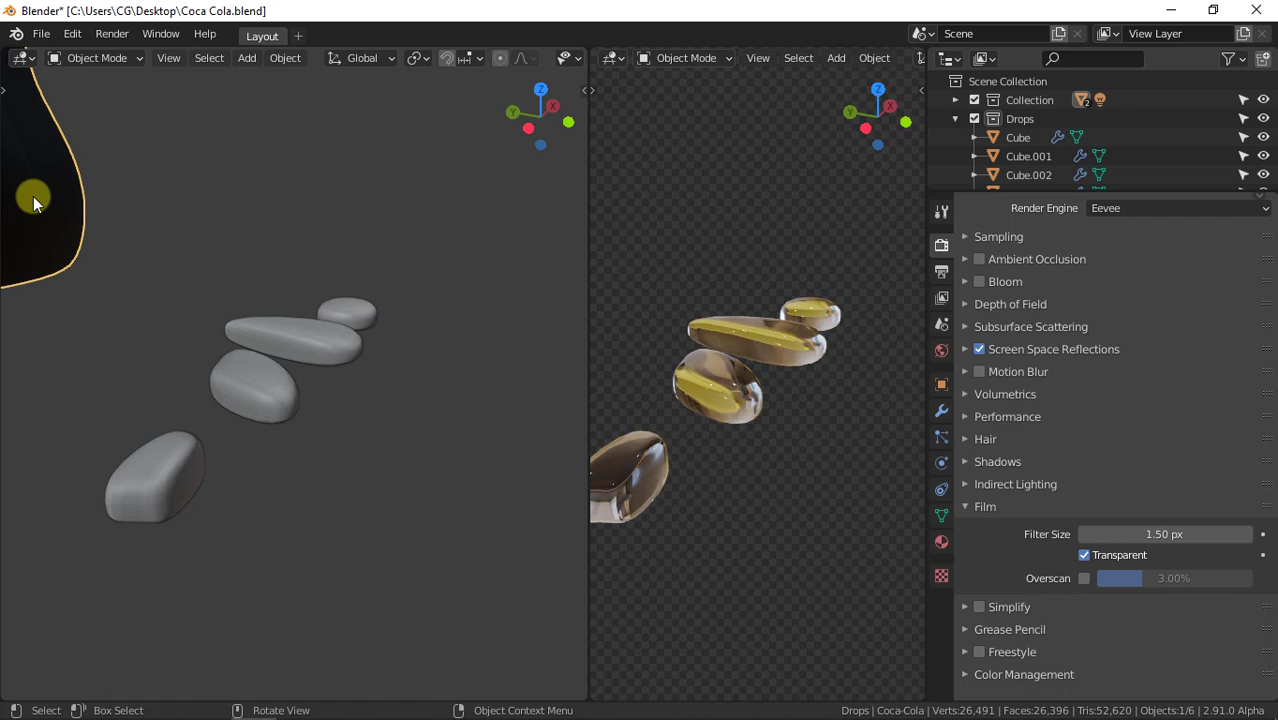 Blender* [C:\Users\CG\Desktop\Coca Cola.blend]
File Edit Render Window Help Layout + Scene View Layer
Object Mode View Select Add Object Global Object Mode View Select Add Object
Scene Collection
Collection 2
Drops
Cube
Cube.001
Cube.002
Z Y X Z Y X
Render Engine Eevee
Sampling
Ambient Occlusion
Bloom
Depth of Field
Subsurface Scattering
Screen Space Reflections
Motion Blur
Volumetrics
Performance
Hair
Shadows
Indirect Lighting
Film
Filter Size 1.50 px
Transparent
Overscan 3.00%
Simplify
Grease Pencil
Freestyle
Color Management
Select Box Select Rotate View Object Context Menu Drops | Coca-Cola | Verts:26,491 | Faces:26,396 | Tris:52,620 | Objects:1/6 | 2.91.0 Alpha